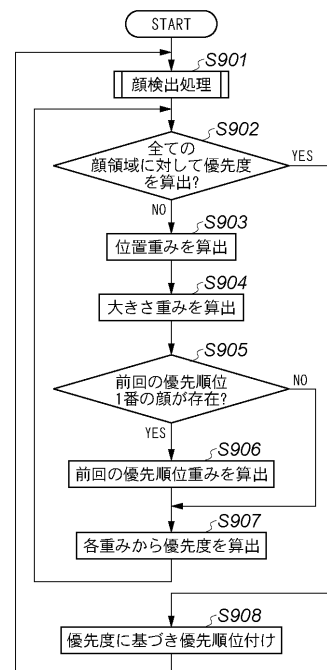 START
S901
顔検出処理
S902
全ての
顔領域に対して優先度
を算出?
YES
NO
S903
位置重みを算出
S904
大きさ重みを算出
S905
前回の優先順位
1番の顔が存在?
NO
YES
S906
前回の優先順位重みを算出
S907
各重みから優先度を算出
S908
優先度に基づき優先順位付け